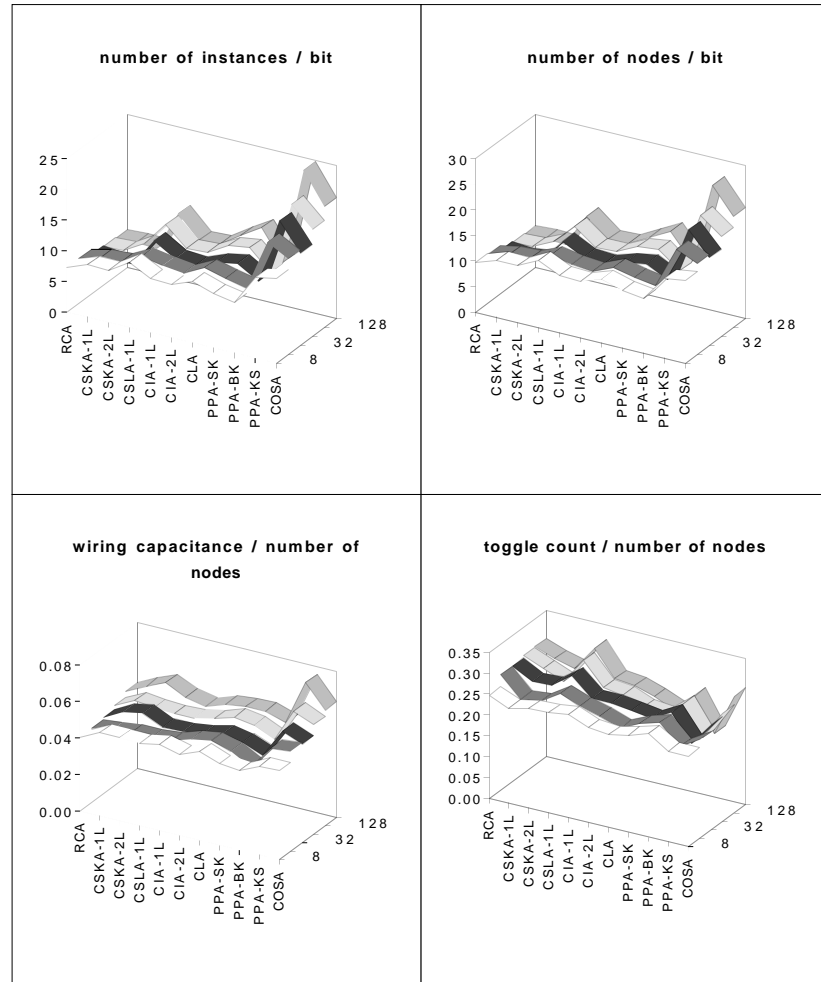 number of instances / bit
25
20
15
10
5
0
RCA
CSKA-1L
CSKA-2L
CSLA-1L
CIA-1L
CIA-2L
CLA
PPA-SK
PPA-BK
PPA-KS
COSA
8
32
128
number of nodes / bit
30
25
20
15
10
5
0
RCA
CSKA-1L
CSKA-2L
CSLA-1L
CIA-1L
CIA-2L
CLA
PPA-SK
PPA-BK
PPA-KS
COSA
8
32
128
wiring capacitance / number of
nodes
0.08
0.06
0.04
0.02
0.00
RCA
CSKA-1L
CSKA-2L
CSLA-1L
CIA-1L
CIA-2L
CLA
PPA-SK
PPA-BK
PPA-KS
COSA
8
32
128
toggle count / number of nodes
0.35
0.30
0.25
0.20
0.15
0.10
0.05
0.00
RCA
CSKA-1L
CSKA-2L
CSLA-1L
CIA-1L
CIA-2L
CLA
PPA-SK
PPA-BK
PPA-KS
COSA
8
32
128